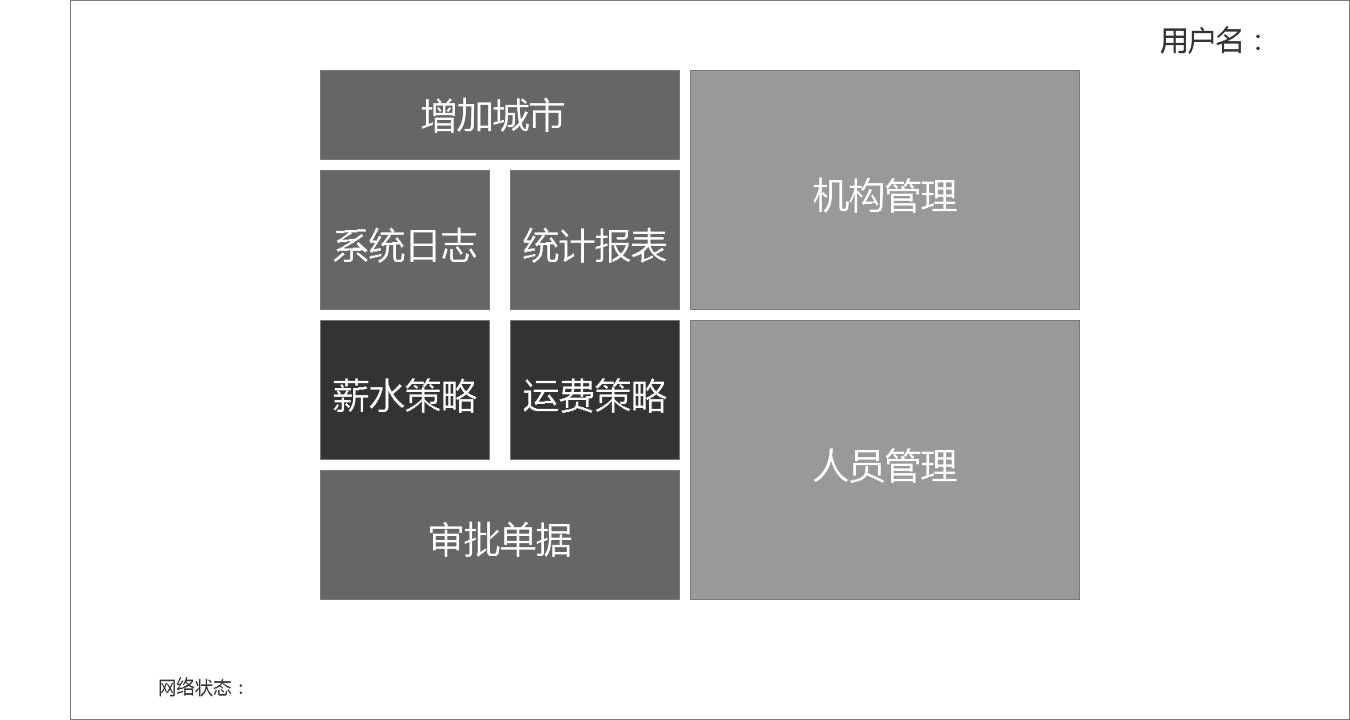 用户名：
增加城市
机构管理
系统日志
统计报表
薪水策略
运费策略
人员管理
审批单据
网络状态：